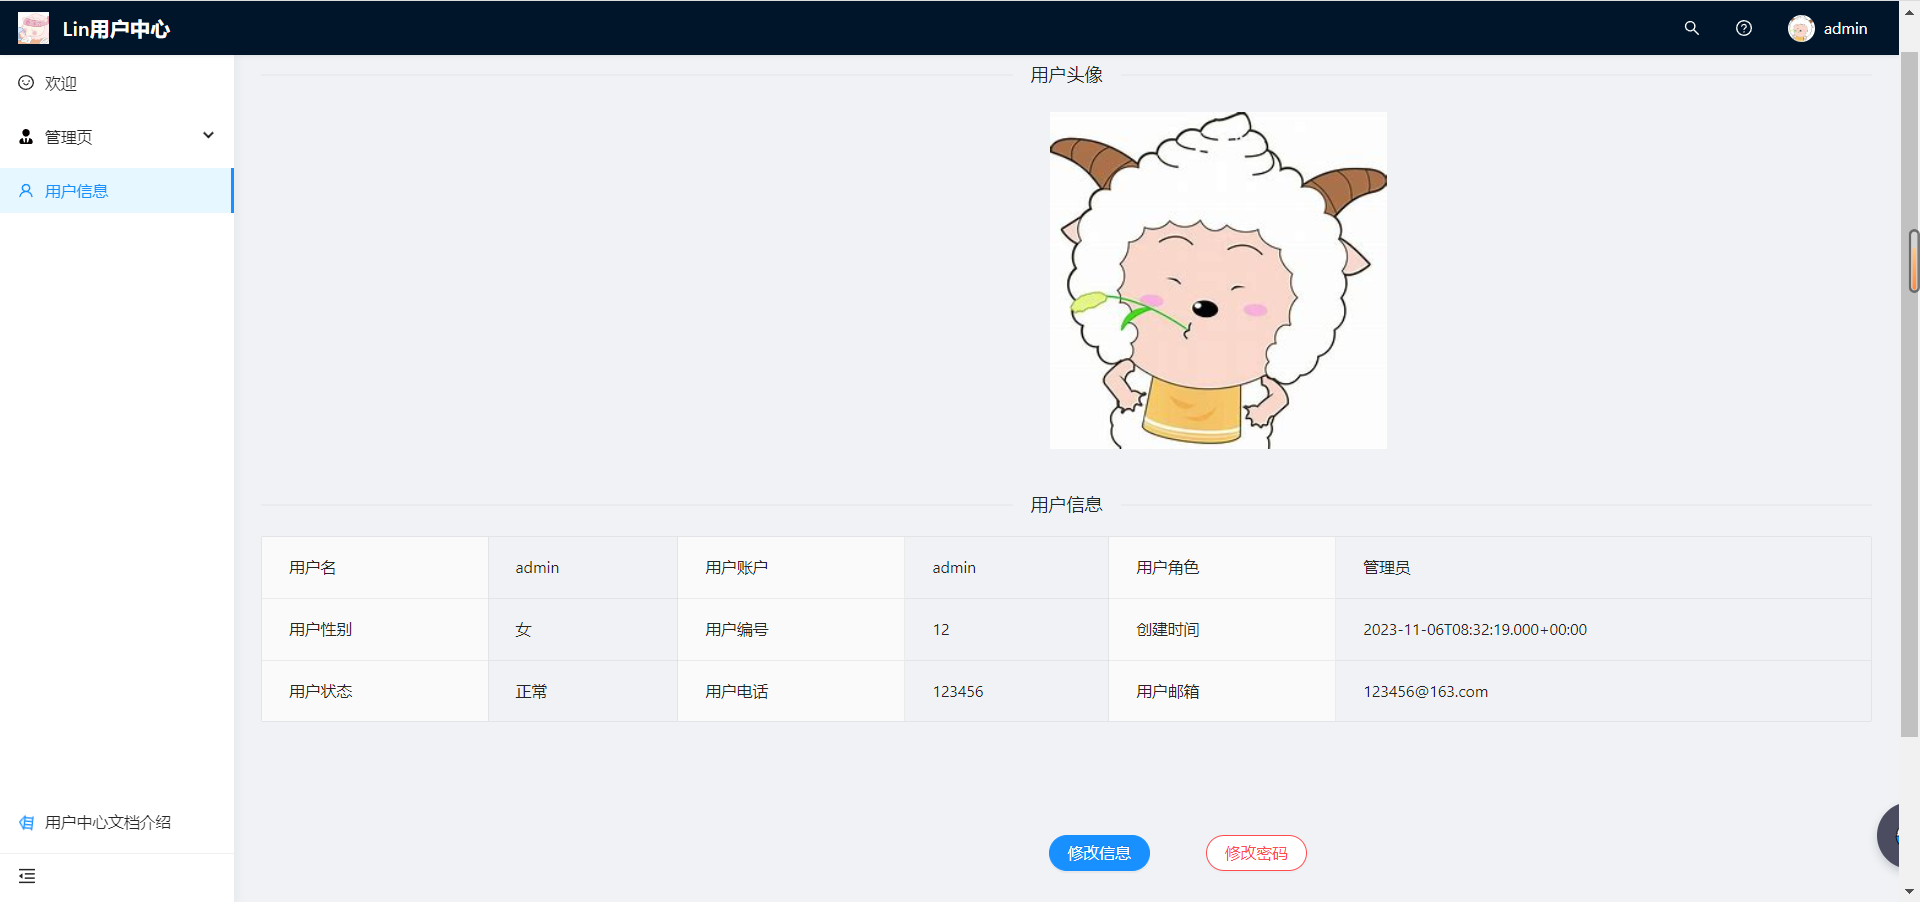 Lin用户中心
admin
欢迎
管理页
用户信息
用户中心文档介绍
用户头像
用户信息
用户名 admin 用户账户 admin 用户角色 管理员
用户性别 女 用户编号 12 创建时间 2023-11-06T08:32:19.000+00:00
用户状态 正常 用户电话 123456 用户邮箱 123456@163.com
修改信息 修改密码